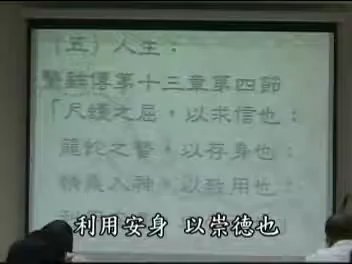 (五)人生:
繫辭傳第十三章第四節
「尺蠖之屈,以求信也;
龍蛇之蟄,以存身也;
精義入神,以致用也;
利用安身 以崇德也